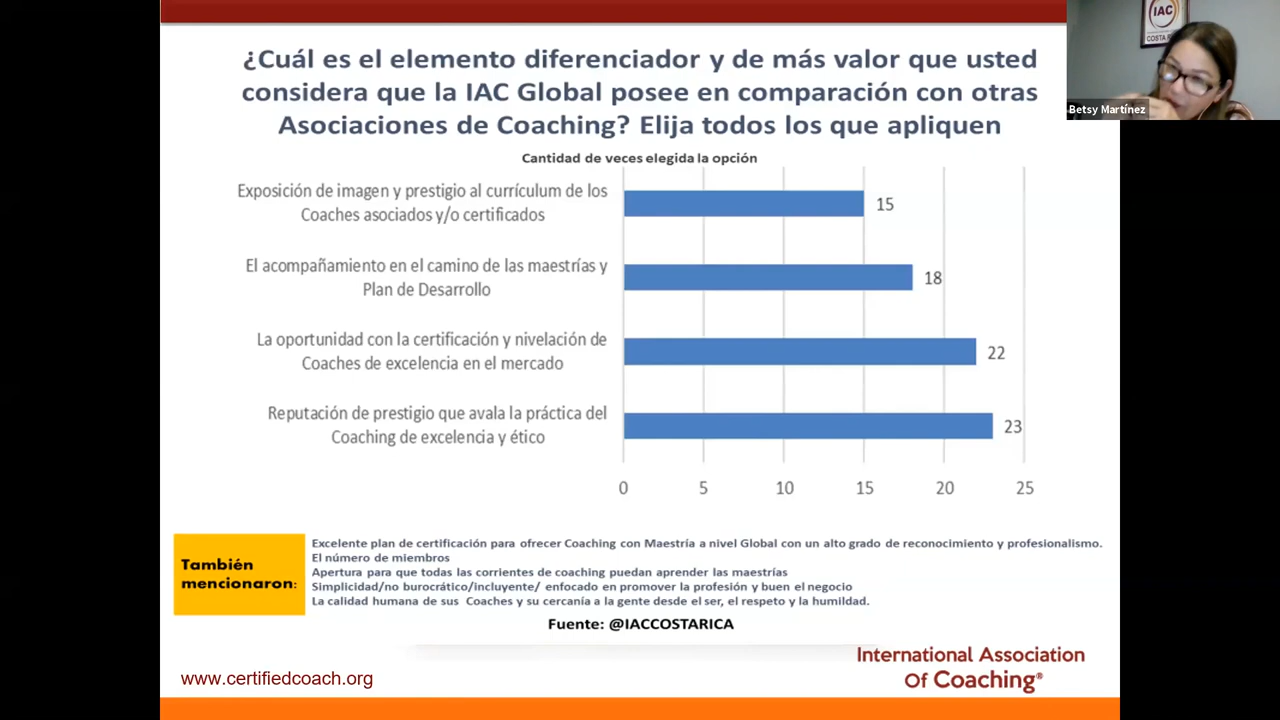 ¿Cuál es el elemento diferenciador y de más valor que usted
considera que la IAC Global posee en comparación con otras
Asociaciones de Coaching? Elija todos los que apliquen
Cantidad de veces elegida la opción
Exposición de imagen y prestigio al currículum de los
Coaches asociados y/o certificados
15
El acompañamiento en el camino de las maestrías y
Plan de Desarrollo
18
La oportunidad con la certificación y nivelación de
Coaches de excelencia en el mercado
22
Reputación de prestigio que avala la práctica del
Coaching de excelencia y ético
23
0 5 10 15 20 25
También
mencionaron:
Excelente plan de certificación para ofrecer Coaching con Maestría a nivel Global con un alto grado de reconocimiento y profesionalismo.
El número de miembros
Apertura para que todas las corrientes de coaching puedan aprender las maestrías
Simplicidad/no burocrático/incluyente/ enfocado en promover la profesión y buen el negocio
La calidad humana de sus Coaches y su cercanía a la gente desde el ser, el respeto y la humildad.
Fuente: @IACCOSTARICA
www.certifiedcoach.org
International Association
Of Coaching®
IAC
Betsy Martínez